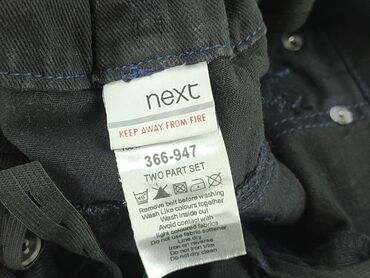 next
KEEP AWAY FROM FIRE
366-947
TWO PART SET
40°
Reverse belt before washing
Wash Like colours together
Wash inside out
Avoid contact with
light coloured fabrics
Do not use fabric softener
Line dry
Iron on reverse
Do not iron trim
Do not dry clean